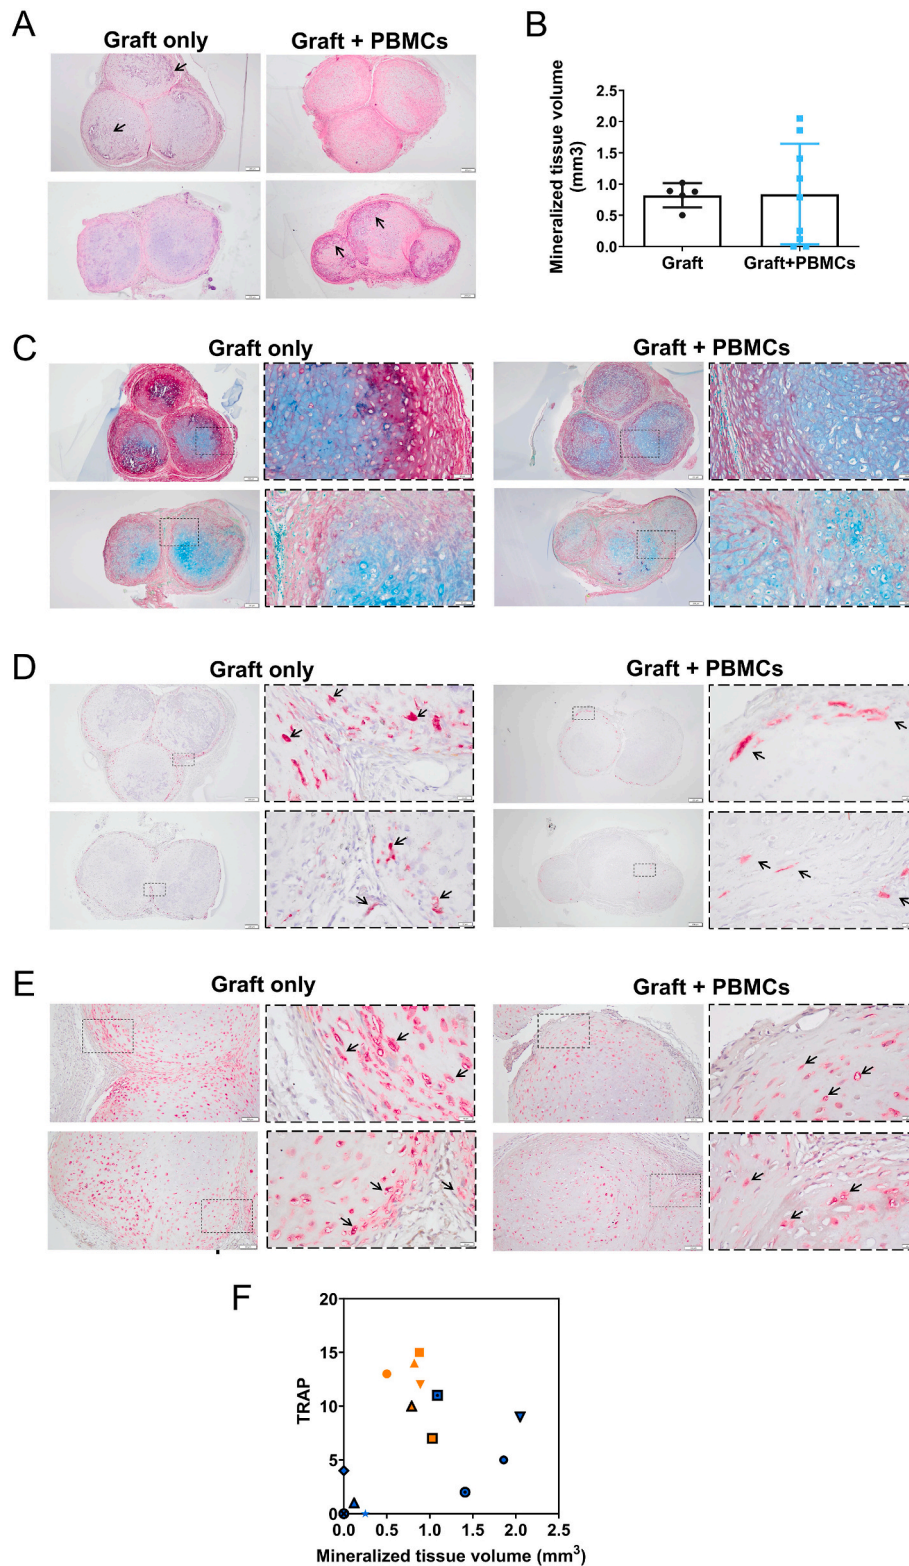 A
Graft only
Graft + PBMCs
B
Mineralized tissue volume
(mm3)
2.5
2.0
1.5
1.0
0.5
0.0
Graft
Graft+PBMCs
C
Graft only
Graft + PBMCs
D
Graft only
Graft + PBMCs
E
Graft only
Graft + PBMCs
F
TRAP
20
15
10
5
0
0.0 0.5 1.0 1.5 2.0 2.5
Mineralized tissue volume (mm³)